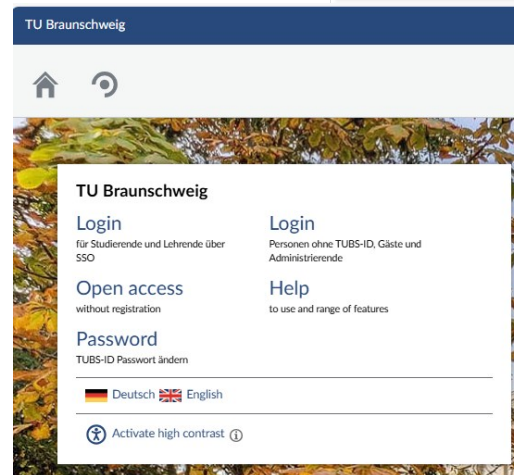 TU Braunschweig
TU Braunschweig
Login
für Studierende und Lehrende über
SSO
Login
Personen ohne TUBS-ID, Gäste und
Administrierende
Open access
without registration
Help
to use and range of features
Password
TUBS-ID Passwort ändern
Deutsch English
Activate high contrast